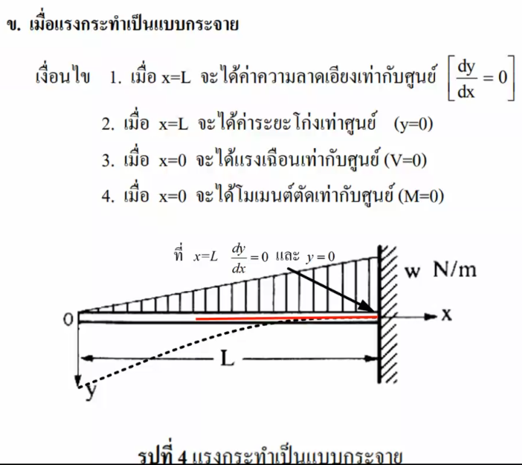 ข. เมื่อแรงกระทำเป็นแบบกระจาย
เงื่อนไข 1. เมื่อ x=L จะได้ค่าความลาดเอียงเท่ากับศูนย์ [dy/dx = 0]
2. เมื่อ x=L จะได้ค่าระยะโก่งเท่าศูนย์ (y=0)
3. เมื่อ x=0 จะได้แรงเฉือนเท่ากับศูนย์ (V=0)
4. เมื่อ x=0 จะได้โมเมนต์ตัดเท่ากับศูนย์ (M=0)
ที่ x=L dy/dx=0 และ y=0
w N/m
O
x
L
y
รูปที่ 4 แรงกระทำเป็นแบบกระจาย